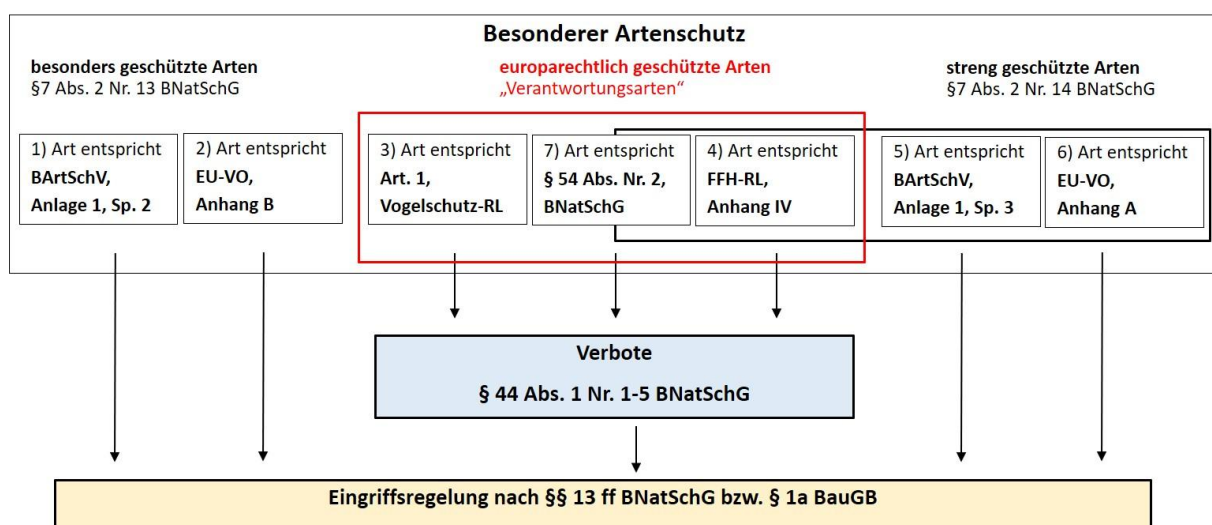 Besonderer Artenschutz
besonders geschützte Arten
§7 Abs. 2 Nr. 13 BNatSchG
europarechtlich geschützte Arten
„Verantwortungsarten“
streng geschützte Arten
§7 Abs. 2 Nr. 14 BNatSchG
1) Art entspricht
BArtSchV,
Anlage 1, Sp. 2
2) Art entspricht
EU-VO,
Anhang B
3) Art entspricht
Art. 1,
Vogelschutz-RL
7) Art entspricht
§ 54 Abs. Nr. 2,
BNatSchG
4) Art entspricht
FFH-RL,
Anhang IV
5) Art entspricht
BArtSchV,
Anlage 1, Sp. 3
6) Art entspricht
EU-VO,
Anhang A
Verbote
§ 44 Abs. 1 Nr. 1-5 BNatSchG
Eingriffsregelung nach §§ 13 ff BNatSchG bzw. § 1a BauGB